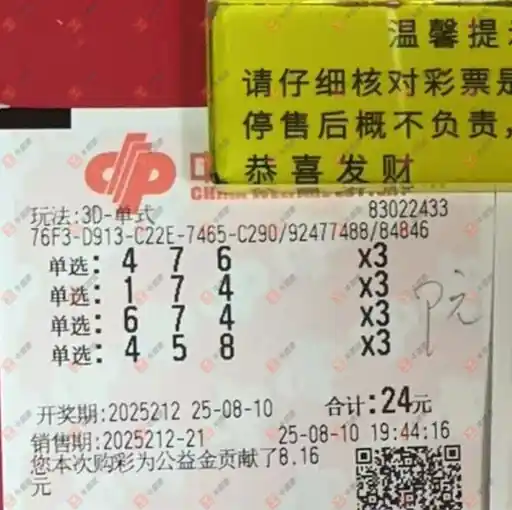 温馨提
请仔细核对彩票是
停售后概不负责，
恭喜发财
玩法:3D-单式
83022433
76F3-D913-C22E-7465-C290/92477488/84846
单选: 4 7 6 x3
单选: 1 7 4 x3
单选: 6 7 4 x3
单选: 4 5 8 x3
开奖期:2025212 25-08-10 合计:24元
销售期:2025212-21 25-08-10 19:44:16
您本次购彩为公益金贡献了8.16
元